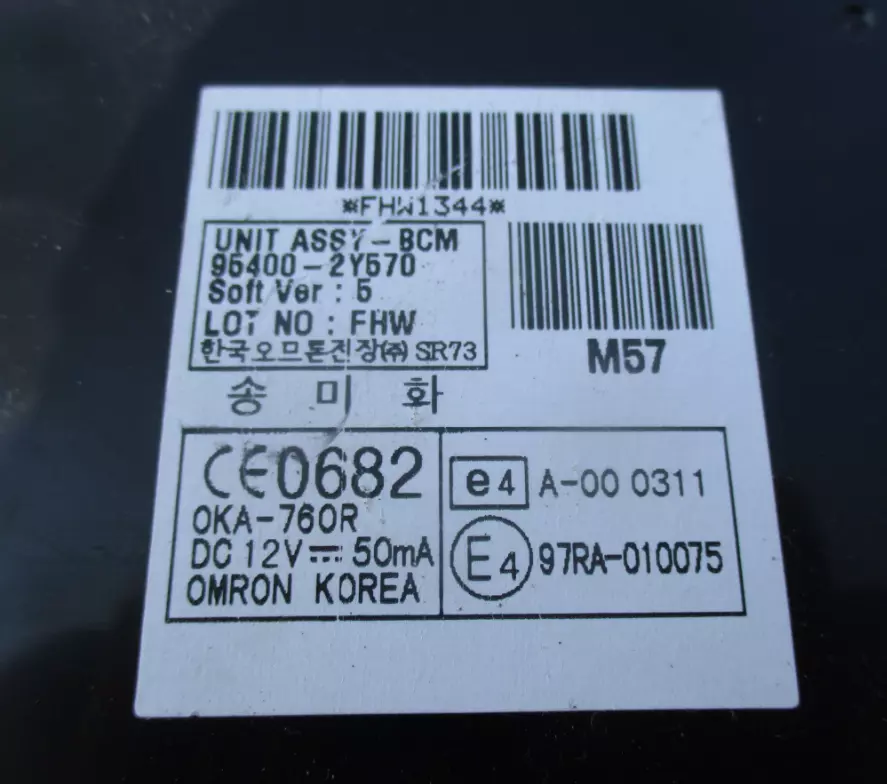 *FHW1344*
UNIT ASSY-BCM
95400-2Y570
Soft Ver : 5
LOT NO : FHW
한국오므론전장(주) SR73
M57
송 미 화
CE0682
OKA-760R
DC 12V ⎓ 50mA
OMRON KOREA
e4 A-00 0311
E4 97RA-010075